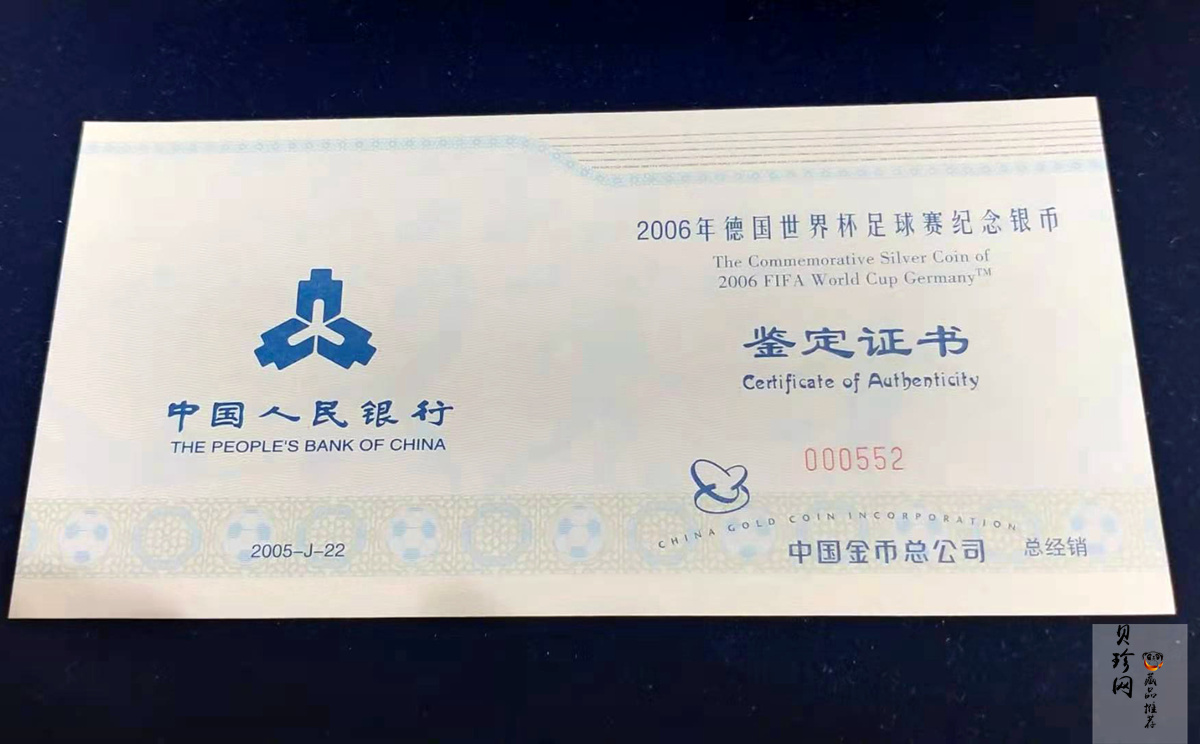 2006年德国世界杯足球赛纪念银币
The Commemorative Silver Coin of
2006 FIFA World Cup Germany™
鉴定证书
Certificate of Authenticity
000552
CHINA GOLD COIN INCORPORATION
中国金币总公司 总经销
中国人民银行
THE PEOPLE'S BANK OF CHINA
2005-J-22
贝珍网
藏品推荐